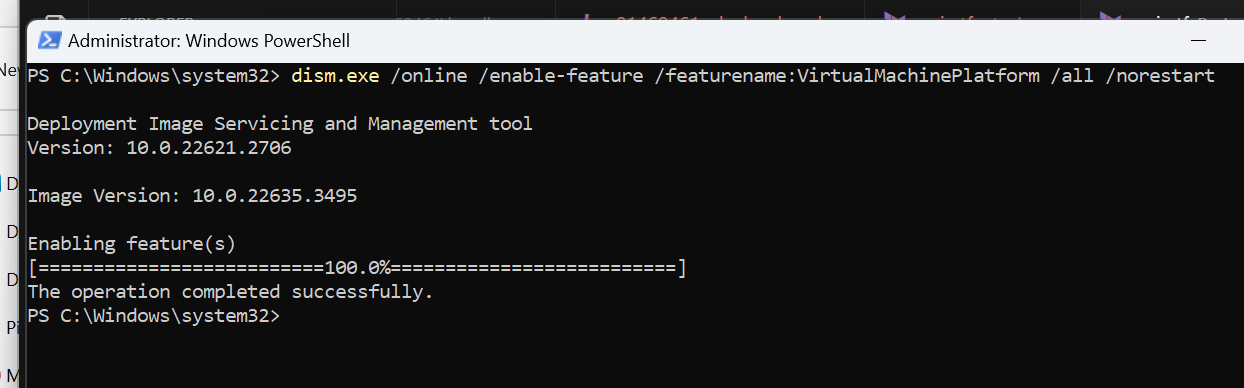 EXPLORER
Administrator: Windows PowerShell
PS C:\Windows\system32> dism.exe /online /enable-feature /featurename:VirtualMachinePlatform /all /norestart
Deployment Image Servicing and Management tool
Version: 10.0.22621.2706
Image Version: 10.0.22635.3495
Enabling feature(s)
[==========================100.0%==========================]
The operation completed successfully.
PS C:\Windows\system32>